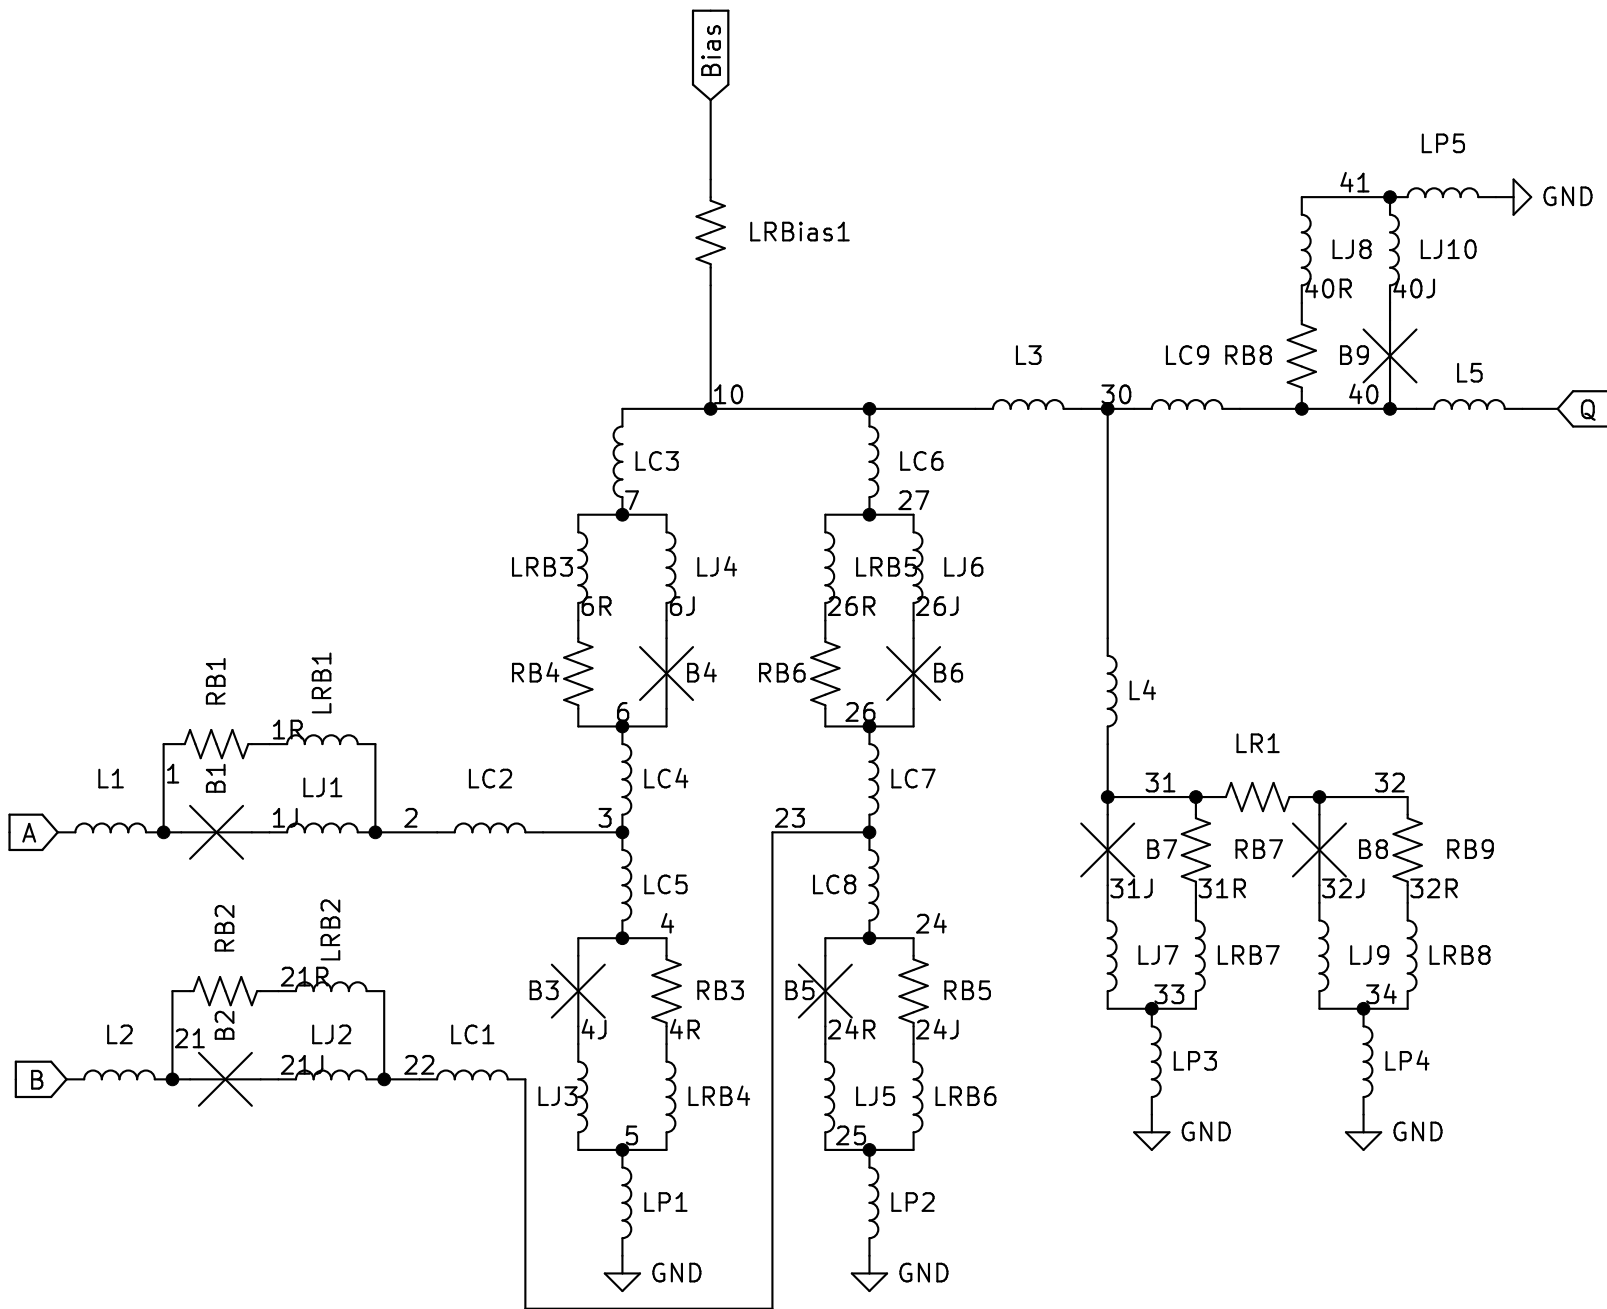 Bias
LRBias1
LP5
41
GND
LJ8
LJ10
40R
40J
L3
LC9
RB8
B9
L5
10
30
40
Q
LC3
LC6
7
27
LRB3
LJ4
LRB5
LJ6
6R
6J
26R
26J
RB4
B4
RB6
B6
L4
RB1
LRB1
6
26
1R
LR1
L1
1
B1
LJ1
LC2
LC4
LC7
31
32
A
1J
2
3
23
B7
RB7
B8
RB9
LC5
LC8
31J
31R
32J
32R
RB2
LRB2
4
24
LJ7
LRB7
LJ9
LRB8
21R
B3
RB3
B5
RB5
33
34
L2
21
B2
LJ2
LC1
4J
4R
24R
24J
B
21J
22
LP3
LP4
LJ3
LRB4
LJ5
LRB6
5
25
GND
GND
LP1
LP2
GND
GND